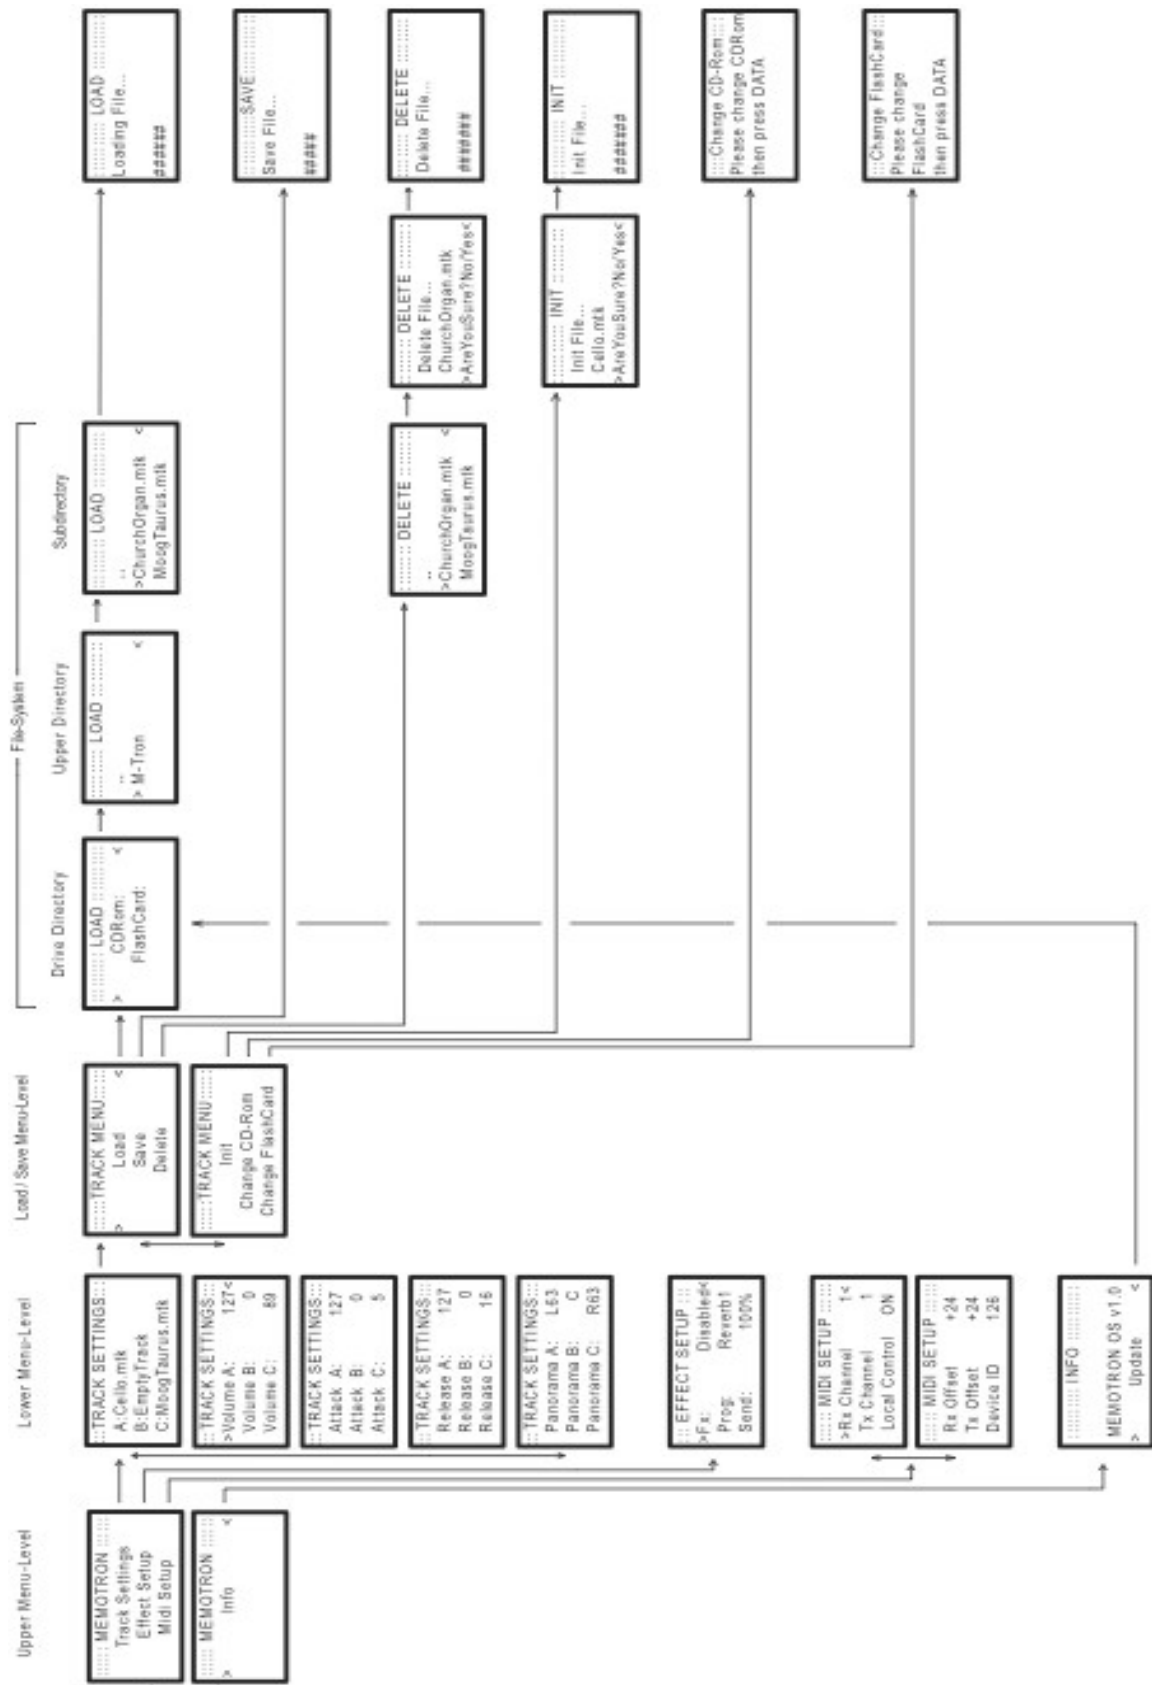 Upper Menu-Level
:::: MEMOTRON :::::
Track Settings
Effect Setup
Midi Setup
:::: MEMOTRON :::::
> Info <
Lower Menu-Level
:::TRACK SETTINGS:::
A:Cello.mtk
B:EmptyTrack
C:MoogTaurus.mtk
:::TRACK SETTINGS:::
>Volume A: 127<
Volume B: 0
Volume C: 89
:::TRACK SETTINGS:::
Attack A: 127
Attack B: 0
Attack C: 5
:::TRACK SETTINGS:::
Release A: 127
Release B: 0
Release C: 16
:::TRACK SETTINGS:::
Panorama A: L63
Panorama B: C
Panorama C: R63
::: EFFECT SETUP :::
>Fx: Disabled<
Prog: Reverb1
Send: 100%
:::: MIDI SETUP ::::
>Rx Channel 1<
Tx Channel 1
Local Control ON
:::: MIDI SETUP ::::
Rx Offset +24
Tx Offset +24
Device ID 126
::::::: INFO ::::::::
MEMOTRON OS v1.0
> Update <
Load / Save Menu-Level
:::::TRACK MENU:::::
> Load <
Save
Delete
:::::TRACK MENU:::::
Init
Change CD-Rom
Change FlashCard
File-System
Drive Directory
::::::: LOAD ::::::::
> CDRom: <
FlashCard:
Upper Directory
::::::: LOAD ::::::::
..
> M-Tron <
Subdirectory
::::::: LOAD ::::::::
..
>ChurchOrgan.mtk <
MoogTaurus.mtk
:::::: DELETE :::::::
..
>ChurchOrgan.mtk <
MoogTaurus.mtk
:::::: DELETE :::::::
Delete File...
ChurchOrgan.mtk
>AreYouSure?No/Yes<
:::::::: INIT ::::::::
Init File...
Cello.mtk
>AreYouSure?No/Yes<
:::::::: LOAD ::::::::
Loading File...
######
::::::::SAVE::::::::
Save File...
#####
::::::: DELETE :::::::
Delete File...
#######
:::::::: INIT ::::::::
Init File...
#######
:::Change CD-Rom::::
Please change CDRom
then press DATA
:::Change FlashCard:::
Please change
FlashCard
then press DATA